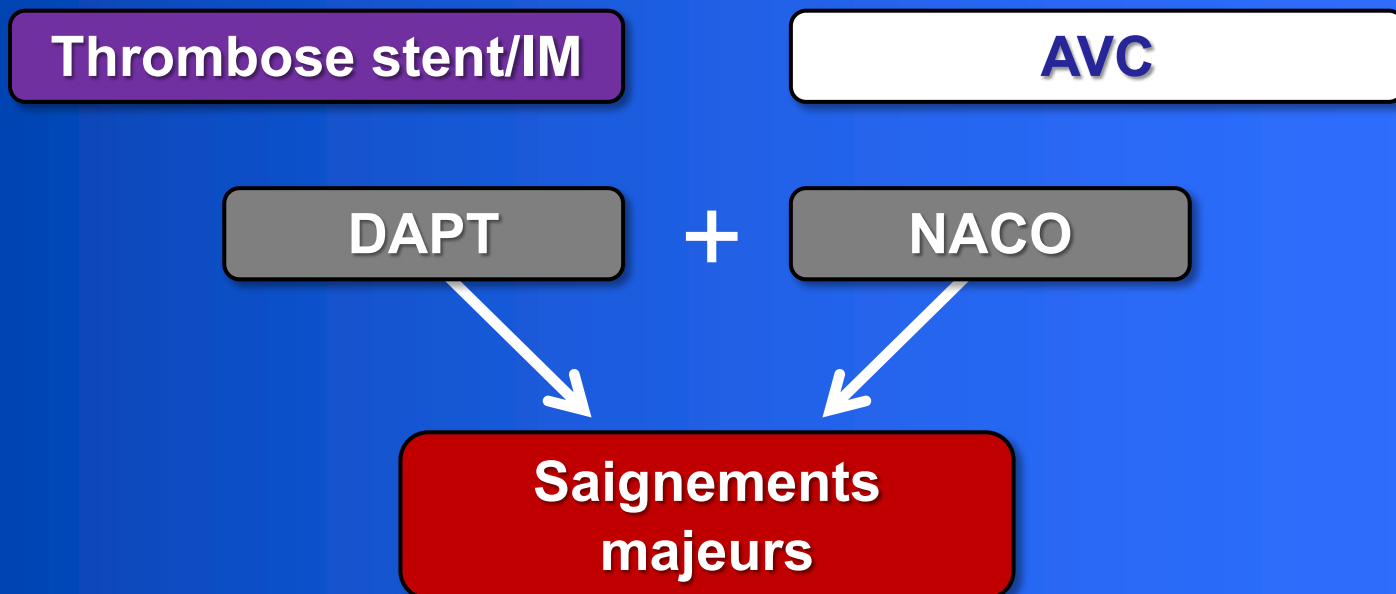 Thrombose stent/IM
AVC
DAPT
+
NACO
Saignements
majeurs